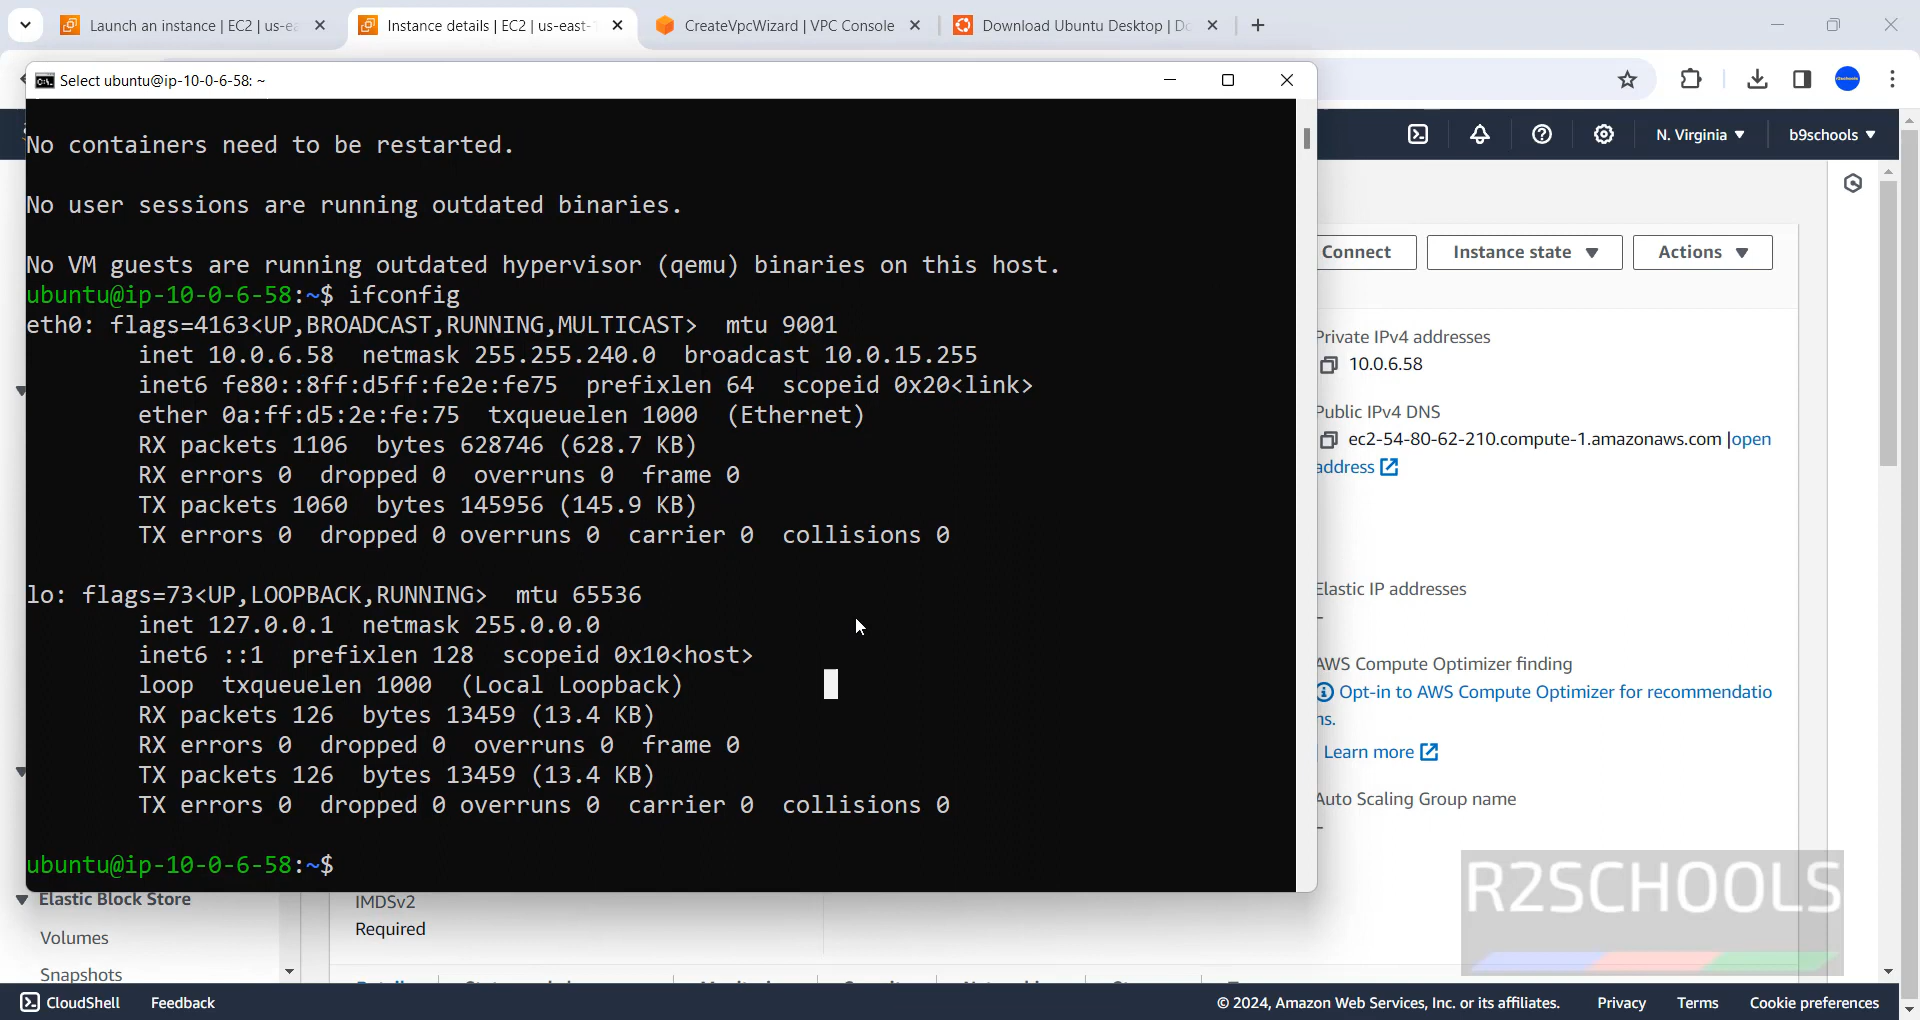 Launch an instance | EC2 | us-ea
Instance details | EC2 | us-east-
CreateVpcWizard | VPC Console
Download Ubuntu Desktop | Do
Select ubuntu@ip-10-0-6-58: ~
No containers need to be restarted.
No user sessions are running outdated binaries.
No VM guests are running outdated hypervisor (qemu) binaries on this host.
ubuntu@ip-10-0-6-58:~$ ifconfig
eth0: flags=4163<UP,BROADCAST,RUNNING,MULTICAST>  mtu 9001
inet 10.0.6.58  netmask 255.255.240.0  broadcast 10.0.15.255
inet6 fe80::8ff:d5ff:fe2e:fe75  prefixlen 64  scopeid 0x20<link>
ether 0a:ff:d5:2e:fe:75  txqueuelen 1000  (Ethernet)
RX packets 1106  bytes 628746 (628.7 KB)
RX errors 0  dropped 0  overruns 0  frame 0
TX packets 1060  bytes 145956 (145.9 KB)
TX errors 0  dropped 0 overruns 0  carrier 0  collisions 0
lo: flags=73<UP,LOOPBACK,RUNNING>  mtu 65536
inet 127.0.0.1  netmask 255.0.0.0
inet6 ::1  prefixlen 128  scopeid 0x10<host>
loop  txqueuelen 1000  (Local Loopback)
RX packets 126  bytes 13459 (13.4 KB)
RX errors 0  dropped 0  overruns 0  frame 0
TX packets 126  bytes 13459 (13.4 KB)
TX errors 0  dropped 0 overruns 0  carrier 0  collisions 0
ubuntu@ip-10-0-6-58:~$
N. Virginia
b9schools
Connect
Instance state
Actions
Private IPv4 addresses
10.0.6.58
Public IPv4 DNS
ec2-54-80-62-210.compute-1.amazonaws.com |open
address
Elastic IP addresses
–
AWS Compute Optimizer finding
Opt-in to AWS Compute Optimizer for recommendatio
ns.
| Learn more
Auto Scaling Group name
–
R2SCHOOLS
Elastic Block Store
Volumes
Snapshots
IMDSv2
Required
CloudShell
Feedback
© 2024, Amazon Web Services, Inc. or its affiliates.
Privacy
Terms
Cookie preferences